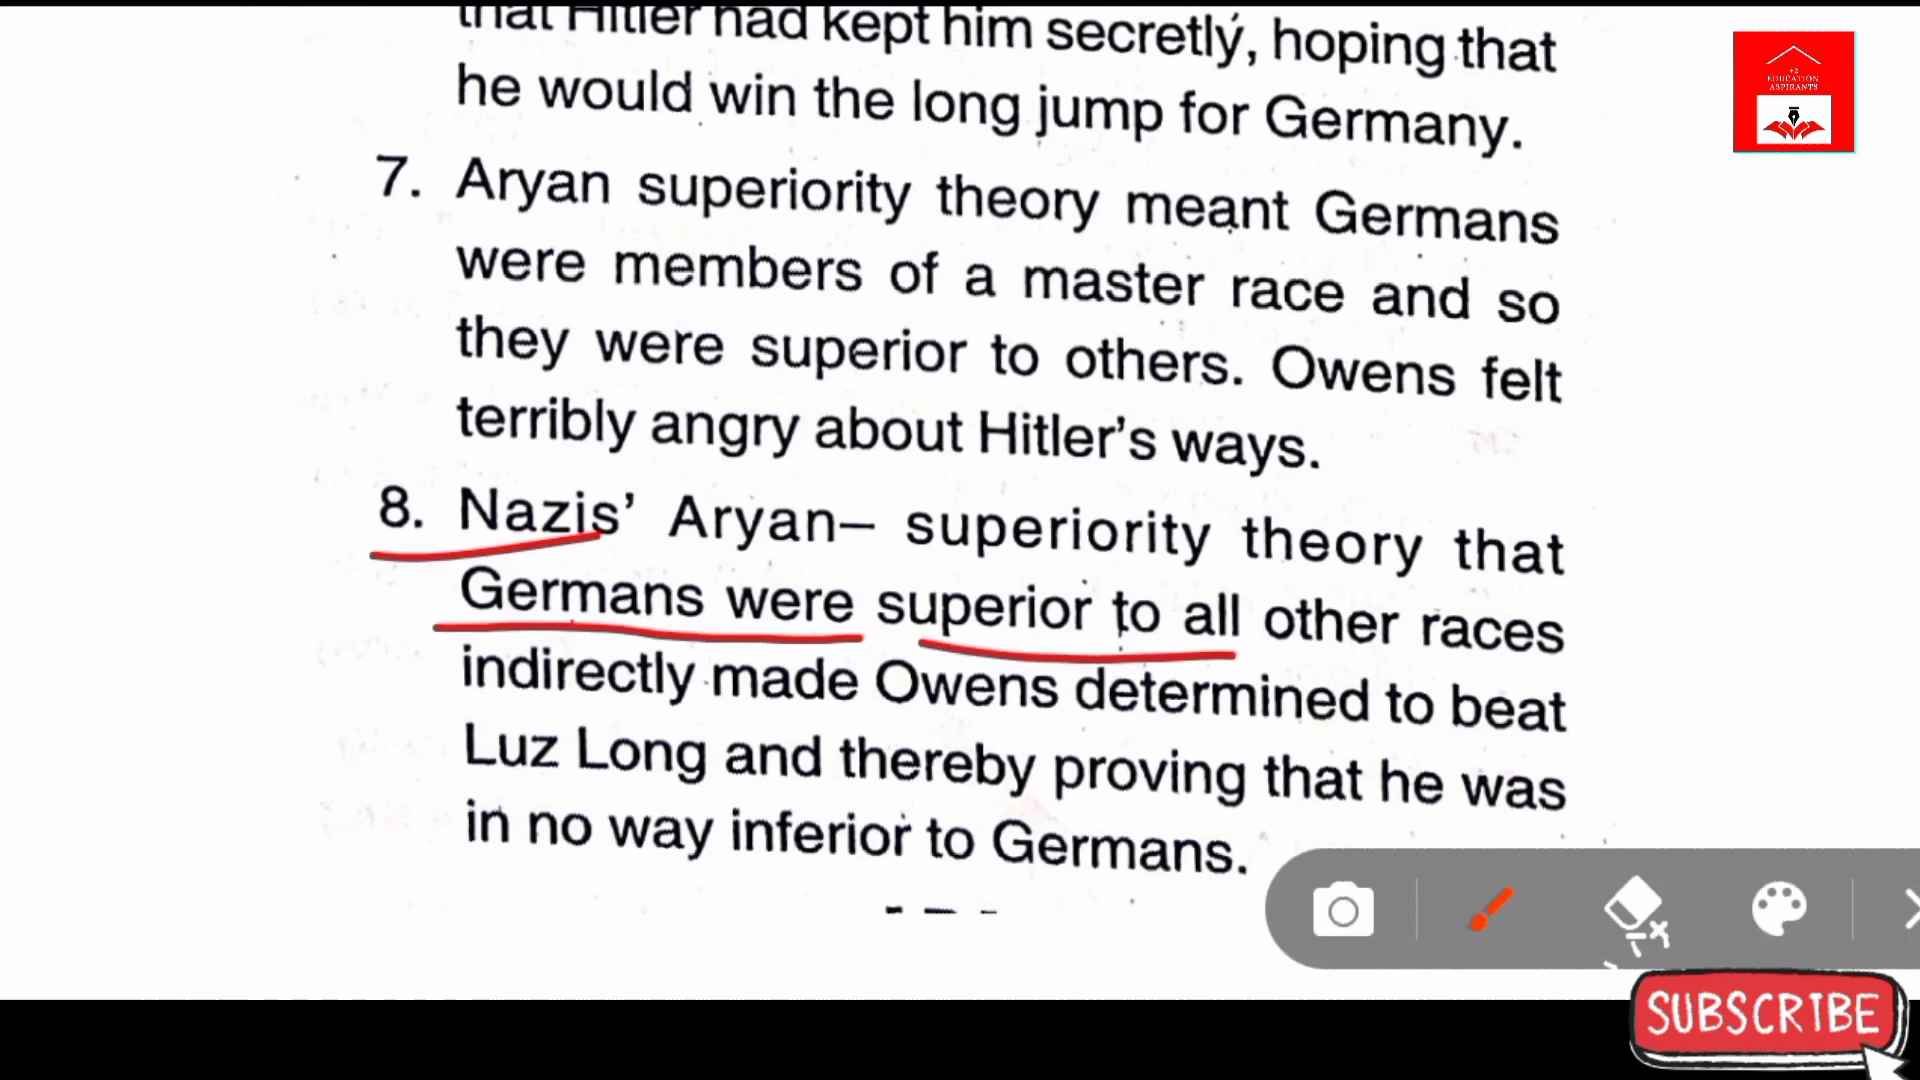 that Hitler had kept him secretly, hoping that
he would win the long jump for Germany.
7. Aryan superiority theory meant Germans
were members of a master race and so
they were superior to others. Owens felt
terribly angry about Hitler's ways.
8. Nazis' Aryan– superiority theory that
Germans were superior to all other races
indirectly made Owens determined to beat
Luz Long and thereby proving that he was
in no way inferior to Germans.
+2
EDUCATION
ASPIRANTS
SUBSCRIBE